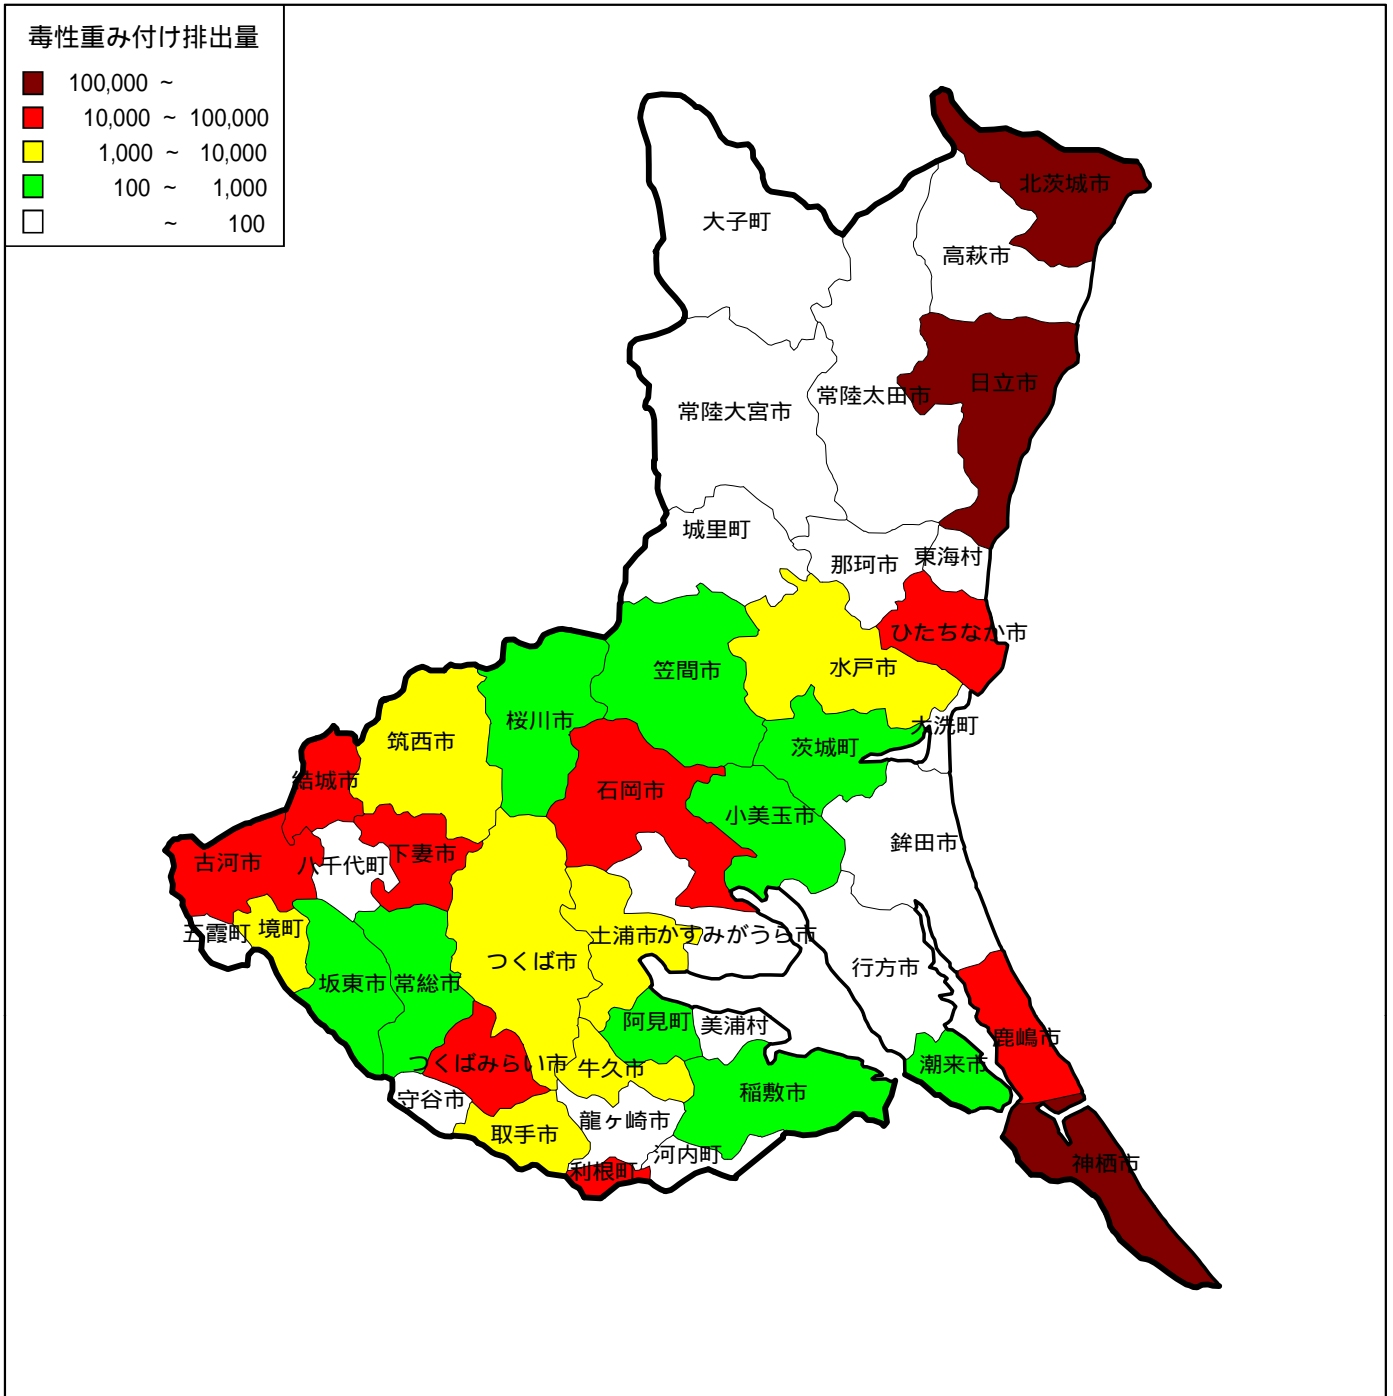 毒性重み付け排出量
100,000 ~
10,000 ~ 100,000
1,000 ~ 10,000
100 ~ 1,000
~ 100
北茨城市
大子町
高萩市
日立市
常陸太田市
常陸大宮市
城里町
東海村
那珂市
ひたちなか市
水戸市
笠間市
桜川市
大洗町
筑西市
茨城町
結城市
石岡市
小美玉市
鉾田市
下妻市
古河市
八千代町
境町
五霞町
土浦市
かすみがうら市
つくば市
行方市
坂東市
常総市
阿見町
美浦村
鹿嶋市
つくばみらい市
牛久市
潮来市
稲敷市
守谷市
龍ヶ崎市
取手市
河内町
神栖市
利根町